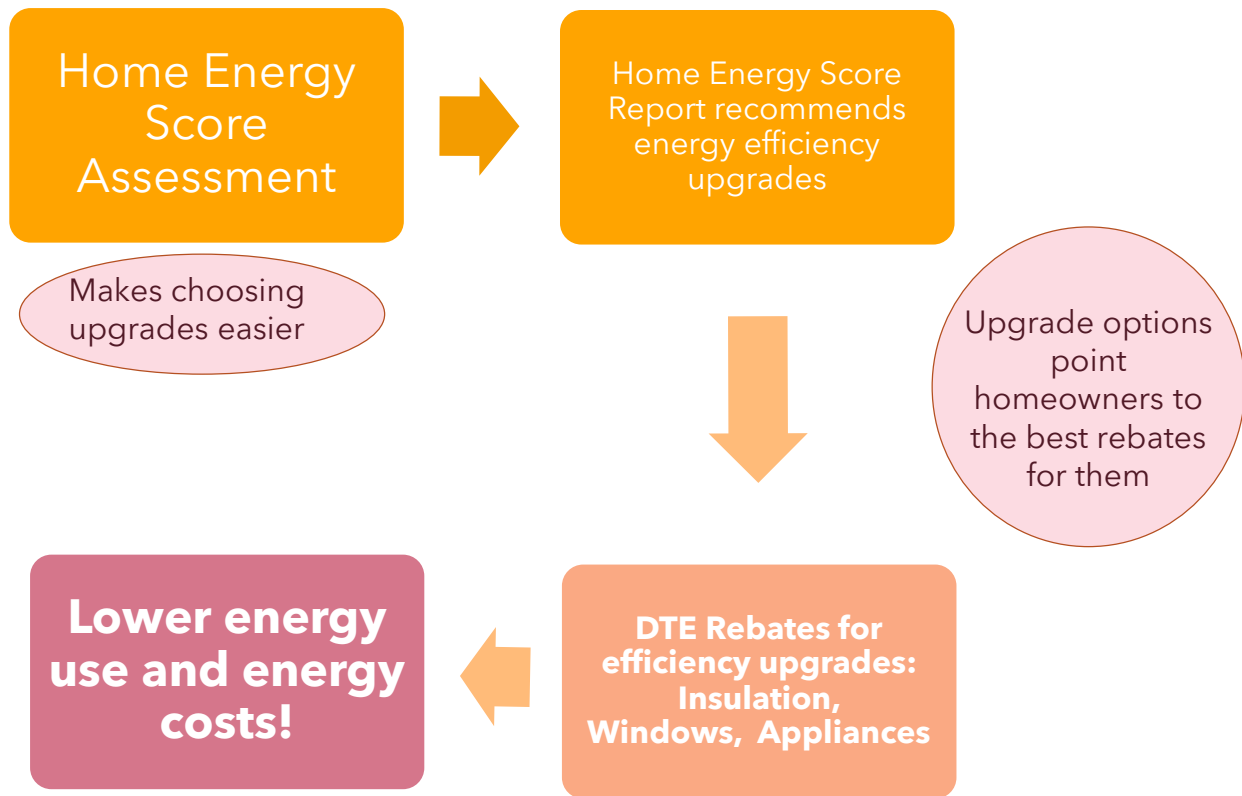 Home Energy
Score
Assessment
Home Energy Score
Report recommends
energy efficiency
upgrades
Makes choosing
upgrades easier
Upgrade options
point
homeowners to
the best rebates
for them
Lower energy
use and energy
costs!
DTE Rebates for
efficiency upgrades:
Insulation,
Windows, Appliances